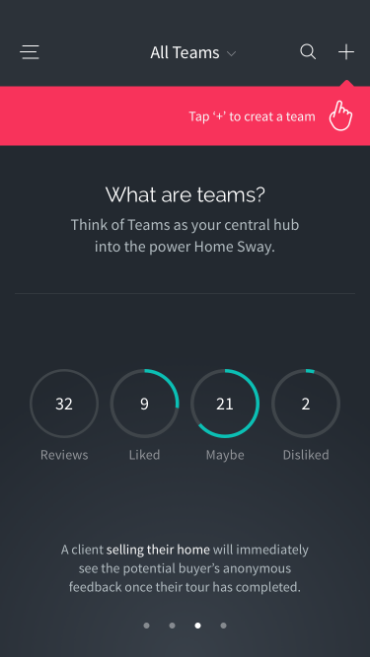 All Teams
Tap '+' to creat a team
What are teams?
Think of Teams as your central hub
into the power Home Sway.
32 9 21 2
Reviews Liked Maybe Disliked
A client selling their home will immediately
see the potential buyer's anonymous
feedback once their tour has completed.